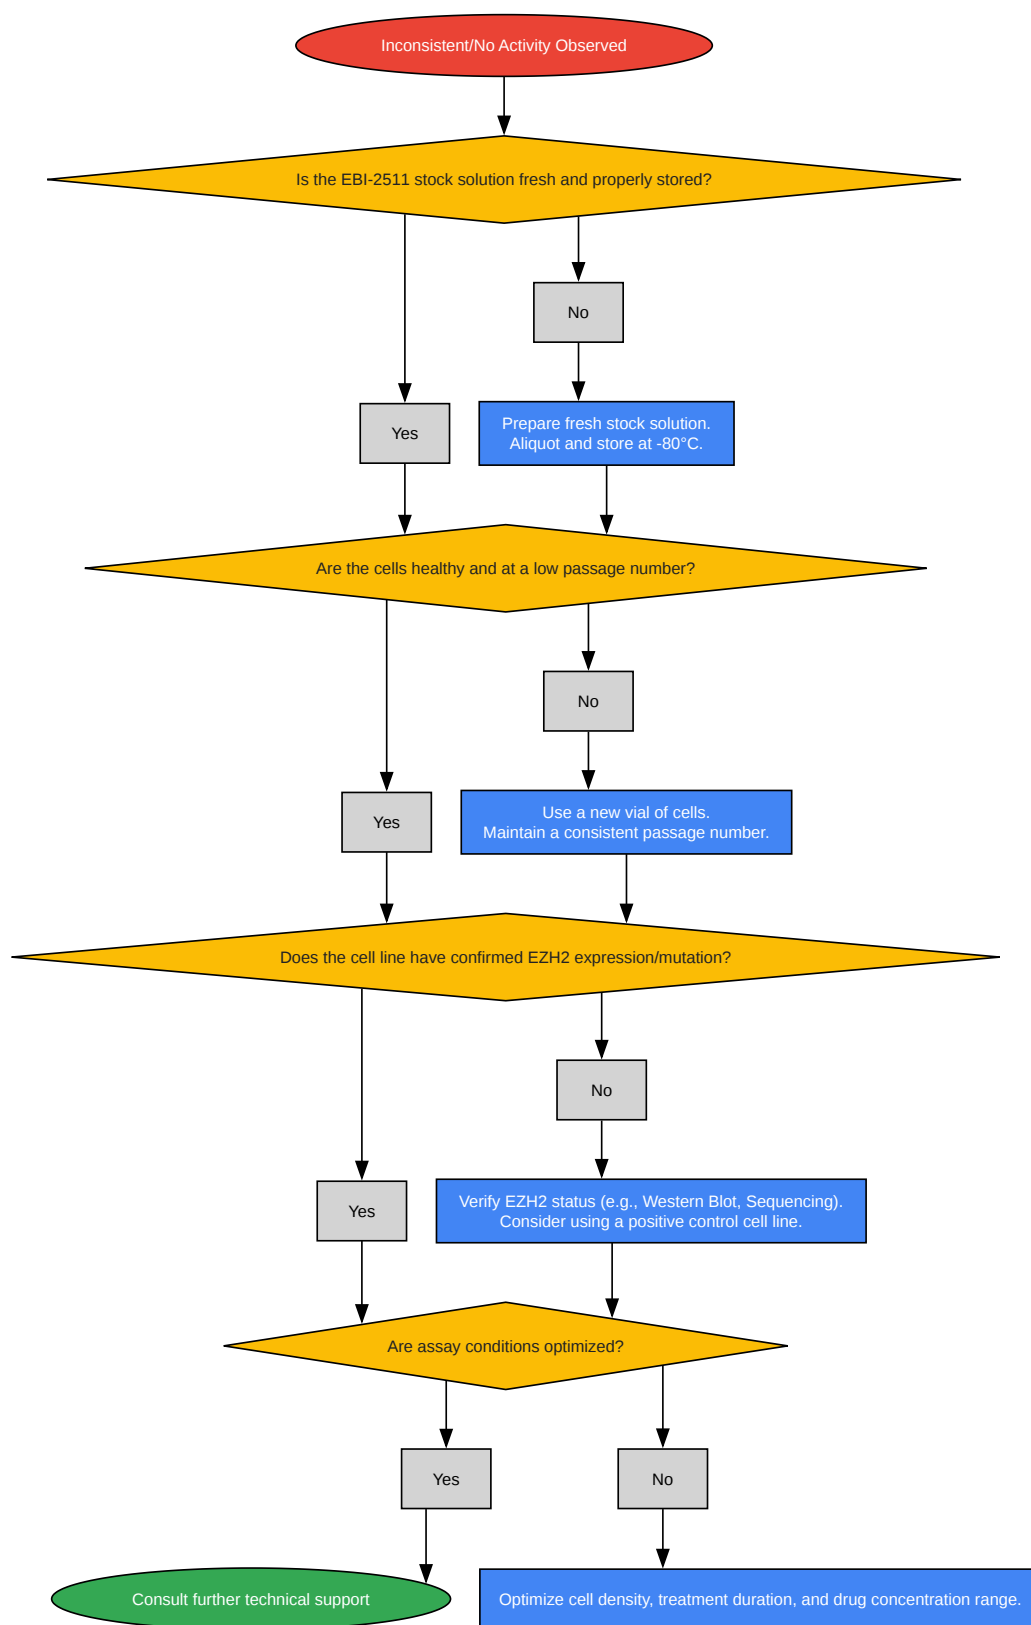 Inconsistent/No Activity Observed
Is the EBI-2511 stock solution fresh and properly stored?
No
Yes
Prepare fresh stock solution.
Aliquot and store at -80°C.
Are the cells healthy and at a low passage number?
No
Yes
Use a new vial of cells.
Maintain a consistent passage number.
Does the cell line have confirmed EZH2 expression/mutation?
No
Yes
Verify EZH2 status (e.g., Western Blot, Sequencing).
Consider using a positive control cell line.
Are assay conditions optimized?
Yes
No
Consult further technical support
Optimize cell density, treatment duration, and drug concentration range.